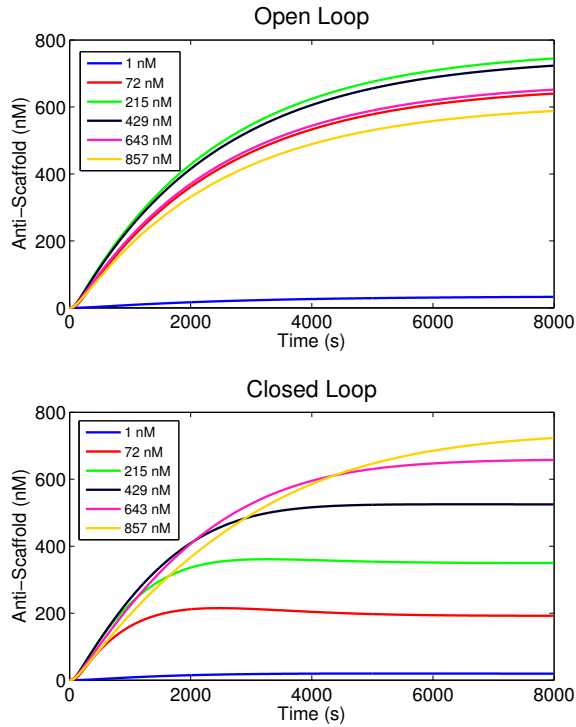 Open Loop
800
600
400
200
0
Anti−Scaffold (nM)
1 nM
72 nM
215 nM
429 nM
643 nM
857 nM
0
2000
4000
6000
8000
Time (s)
Closed Loop
800
600
400
200
0
Anti−Scaffold (nM)
1 nM
72 nM
215 nM
429 nM
643 nM
857 nM
0
2000
4000
6000
8000
Time (s)